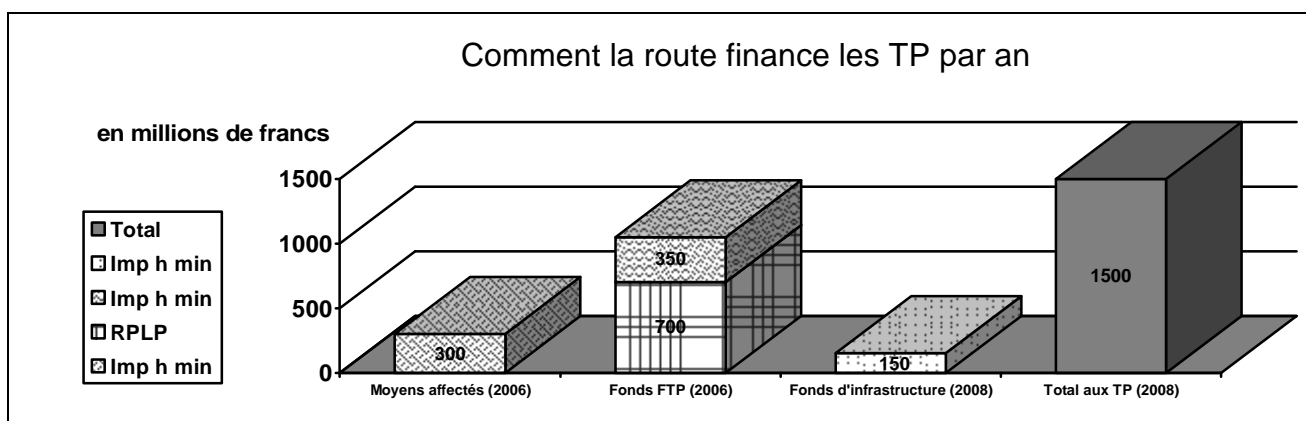 Comment la route finance les TP par an
en millions de francs
1500
1000
500
0
Total
Imp h min
Imp h min
RPLP
Imp h min
300
350
700
150
1500
Moyens affectés (2006)
Fonds FTP (2006)
Fonds d'infrastructure (2008)
Total aux TP (2008)